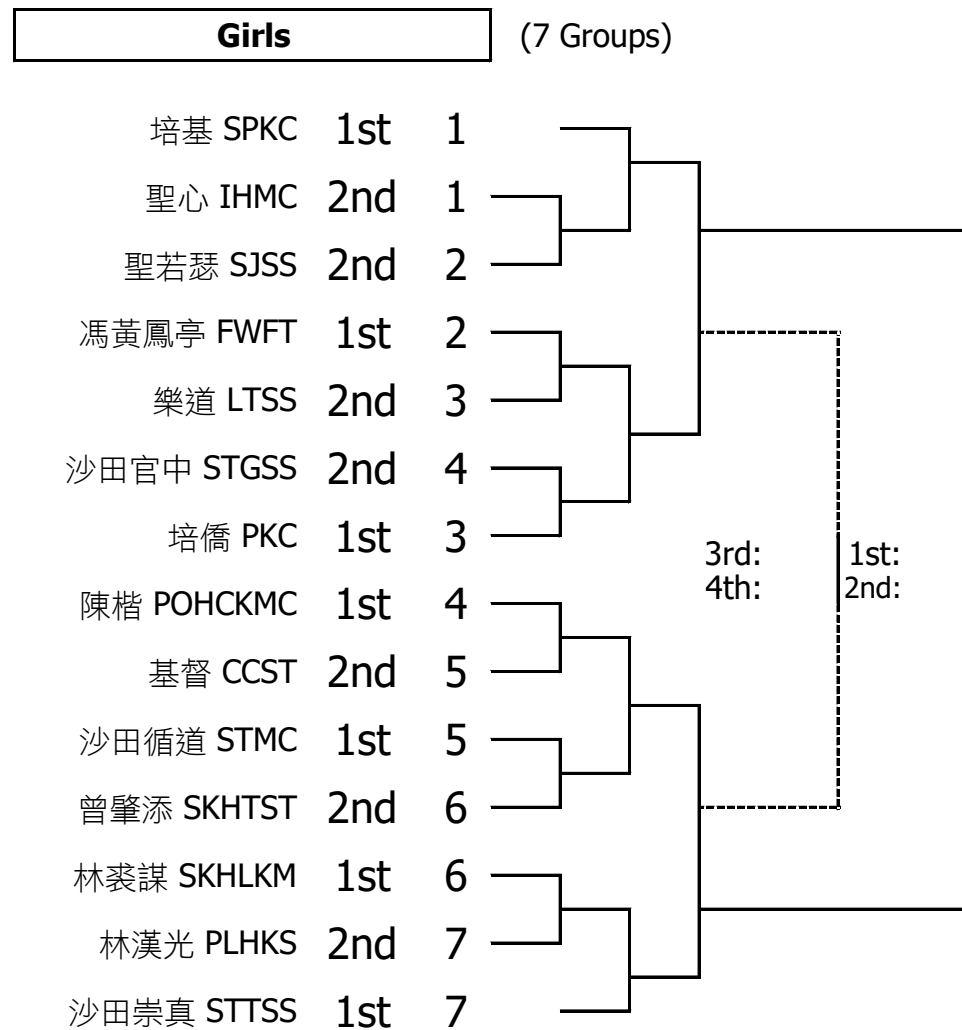 Girls (7 Groups)
培基 SPKC 1st 1
聖心 IHMC 2nd 1
聖若瑟 SJSS 2nd 2
馮黃鳳亭 FWFT 1st 2
樂道 LTSS 2nd 3
沙田官中 STGSS 2nd 4
培僑 PKC 1st 3
3rd: 1st:
4th: 2nd:
陳楷 POHCKMC 1st 4
基督 CCST 2nd 5
沙田循道 STMC 1st 5
曾肇添 SKHTST 2nd 6
林裘謀 SKHLKM 1st 6
林漢光 PLHKS 2nd 7
沙田崇真 STTSS 1st 7